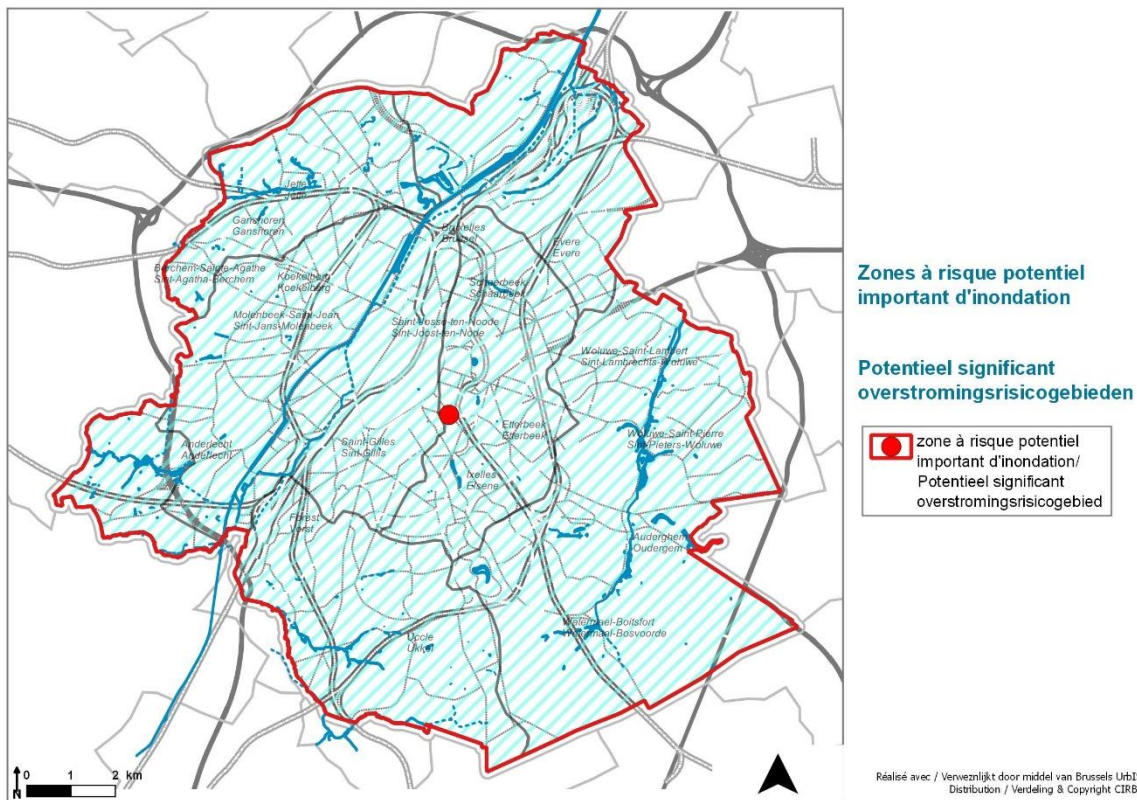 Jette
Jette
Ganshoren
Ganshoren
Bruxelles
Brussel
Evere
Evere
Berchem-Sainte-Agathe
Sint-Agatha-Berchem
Koekelberg
Koekelberg
Schaerbeek
Schaarbeek
Molenbeek-Saint-Jean
Sint-Jans-Molenbeek
Saint-Josse-ten-Noode
Sint-Joost-ten-Node
Woluwe-Saint-Lambert
Sint-Lambrechts-Woluwe
Etterbeek
Etterbeek
Anderlecht
Anderlecht
Saint-Gilles
Sint-Gillis
Woluwe-Saint-Pierre
Sint-Pieters-Woluwe
Ixelles
Elsene
Forest
Vorst
Auderghem
Oudergem
Watermael-Boitsfort
Watermaal-Bosvoorde
Uccle
Ukkel
N
0 1 2 km
Zones à risque potentiel
important d'inondation
Potentieel significant
overstromingsrisicogebieden
zone à risque potentiel
important d'inondation/
Potentieel significant
overstromingsrisicogebied
Réalisé avec / Verweznlijkt door middel van Brussels UrbIS
Distribution / Verdeling & Copyright CIRB